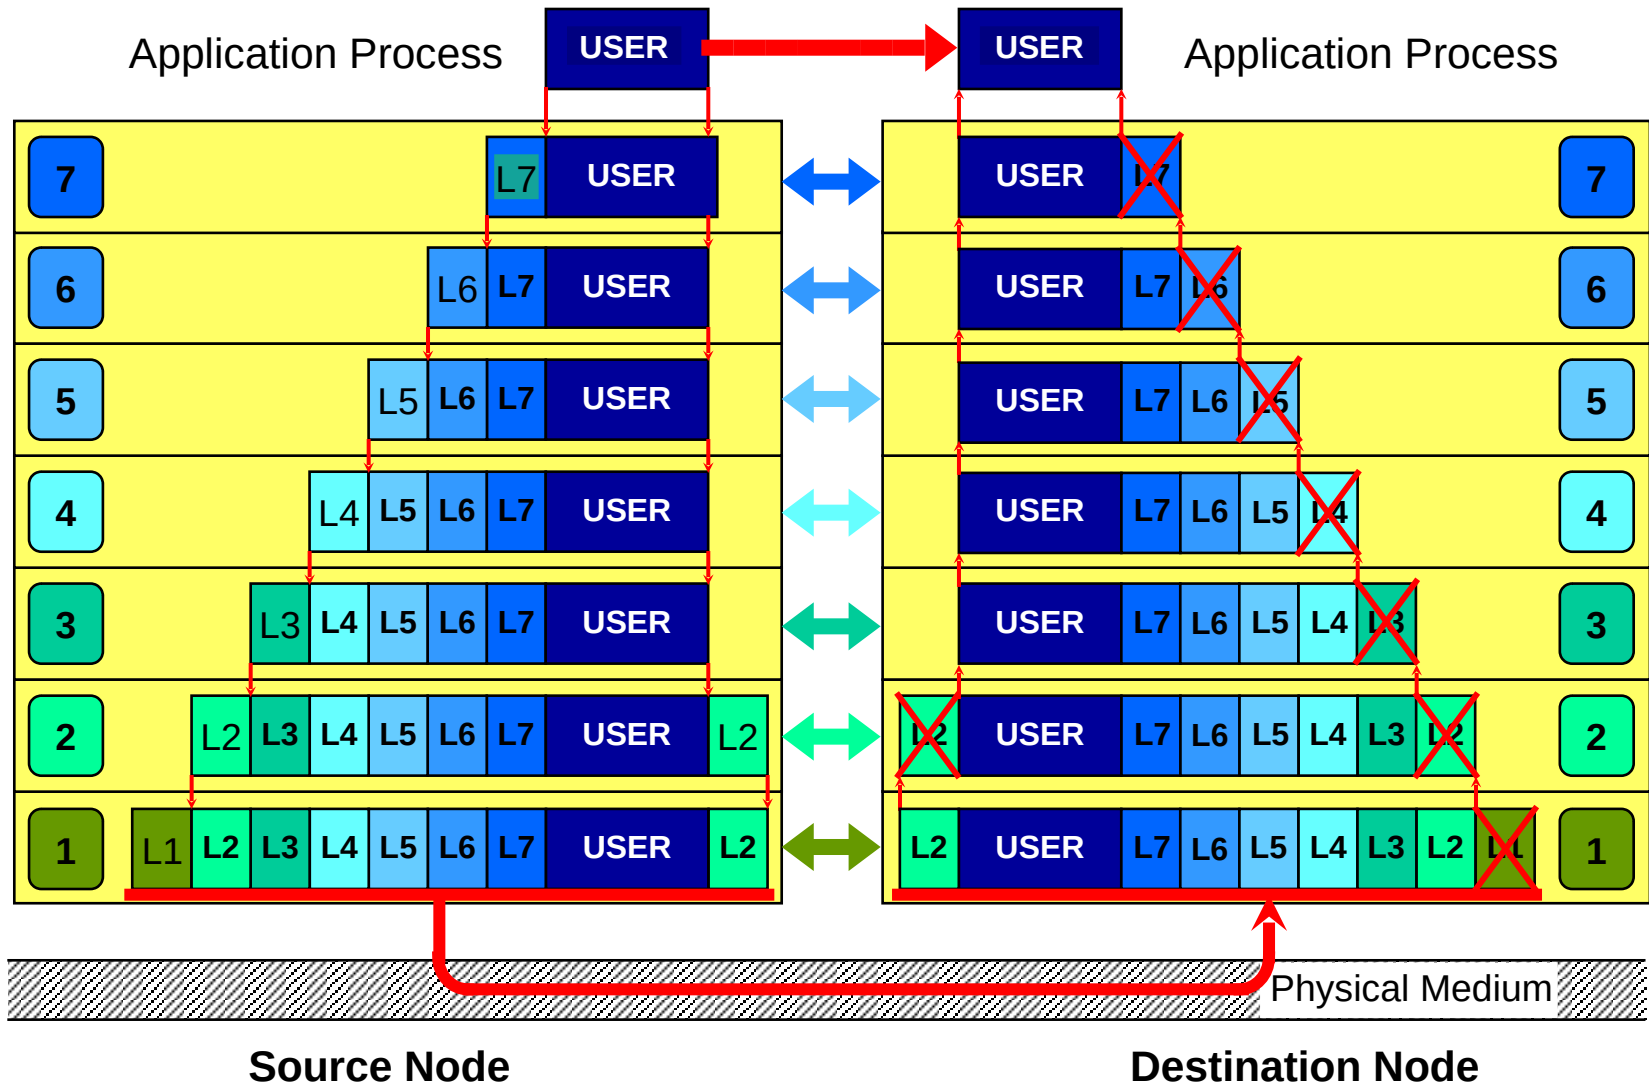 Application Process USER USER Application Process
7 L7 USER USER L7 7
6 L6 L7 USER USER L7 L6 6
5 L5 L6 L7 USER USER L7 L6 L5 5
4 L4 L5 L6 L7 USER USER L7 L6 L5 L4 4
3 L3 L4 L5 L6 L7 USER USER L7 L6 L5 L4 L3 3
2 L2 L3 L4 L5 L6 L7 USER L2 L2 USER L7 L6 L5 L4 L3 L2 2
1 L1 L2 L3 L4 L5 L6 L7 USER L2 L2 USER L7 L6 L5 L4 L3 L2 L1 1
Physical Medium
Source Node Destination Node